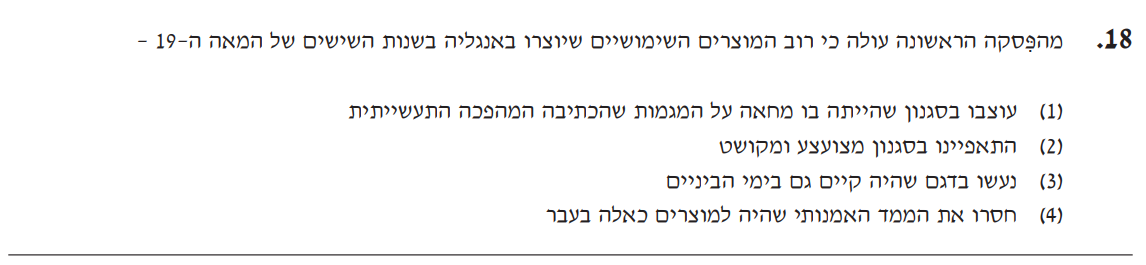 18. מהפִּסקה הראשונה עולה כי רוב המוצרים השימושיים שיוצרו באנגליה בשנות השישים של המאה ה-19 -
(1) עוצבו בסגנון שהייתה בו מחאה על המגמות שהכתיבה המהפכה התעשייתית
(2) התאפיינו בסגנון מצועצע ומקושט
(3) נעשו בדגם שהיה קיים גם בימי הביניים
(4) חסרו את הממד האמנותי שהיה למוצרים כאלה בעבר